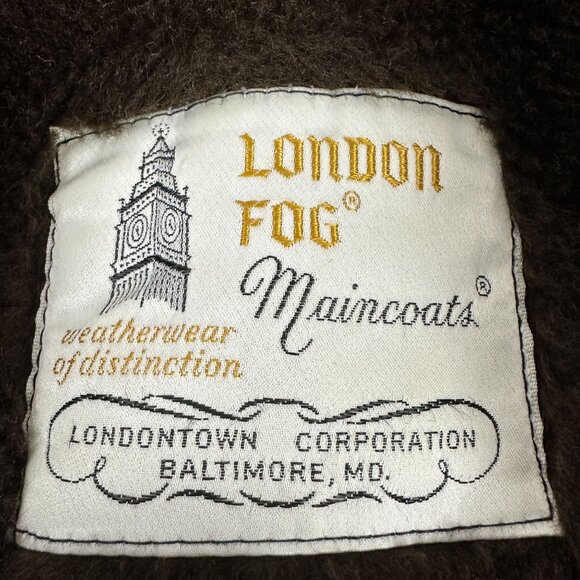 LONDON
FOG®
Maincoats®
weatherwear
of distinction
LONDONTOWN CORPORATION
BALTIMORE, MD.